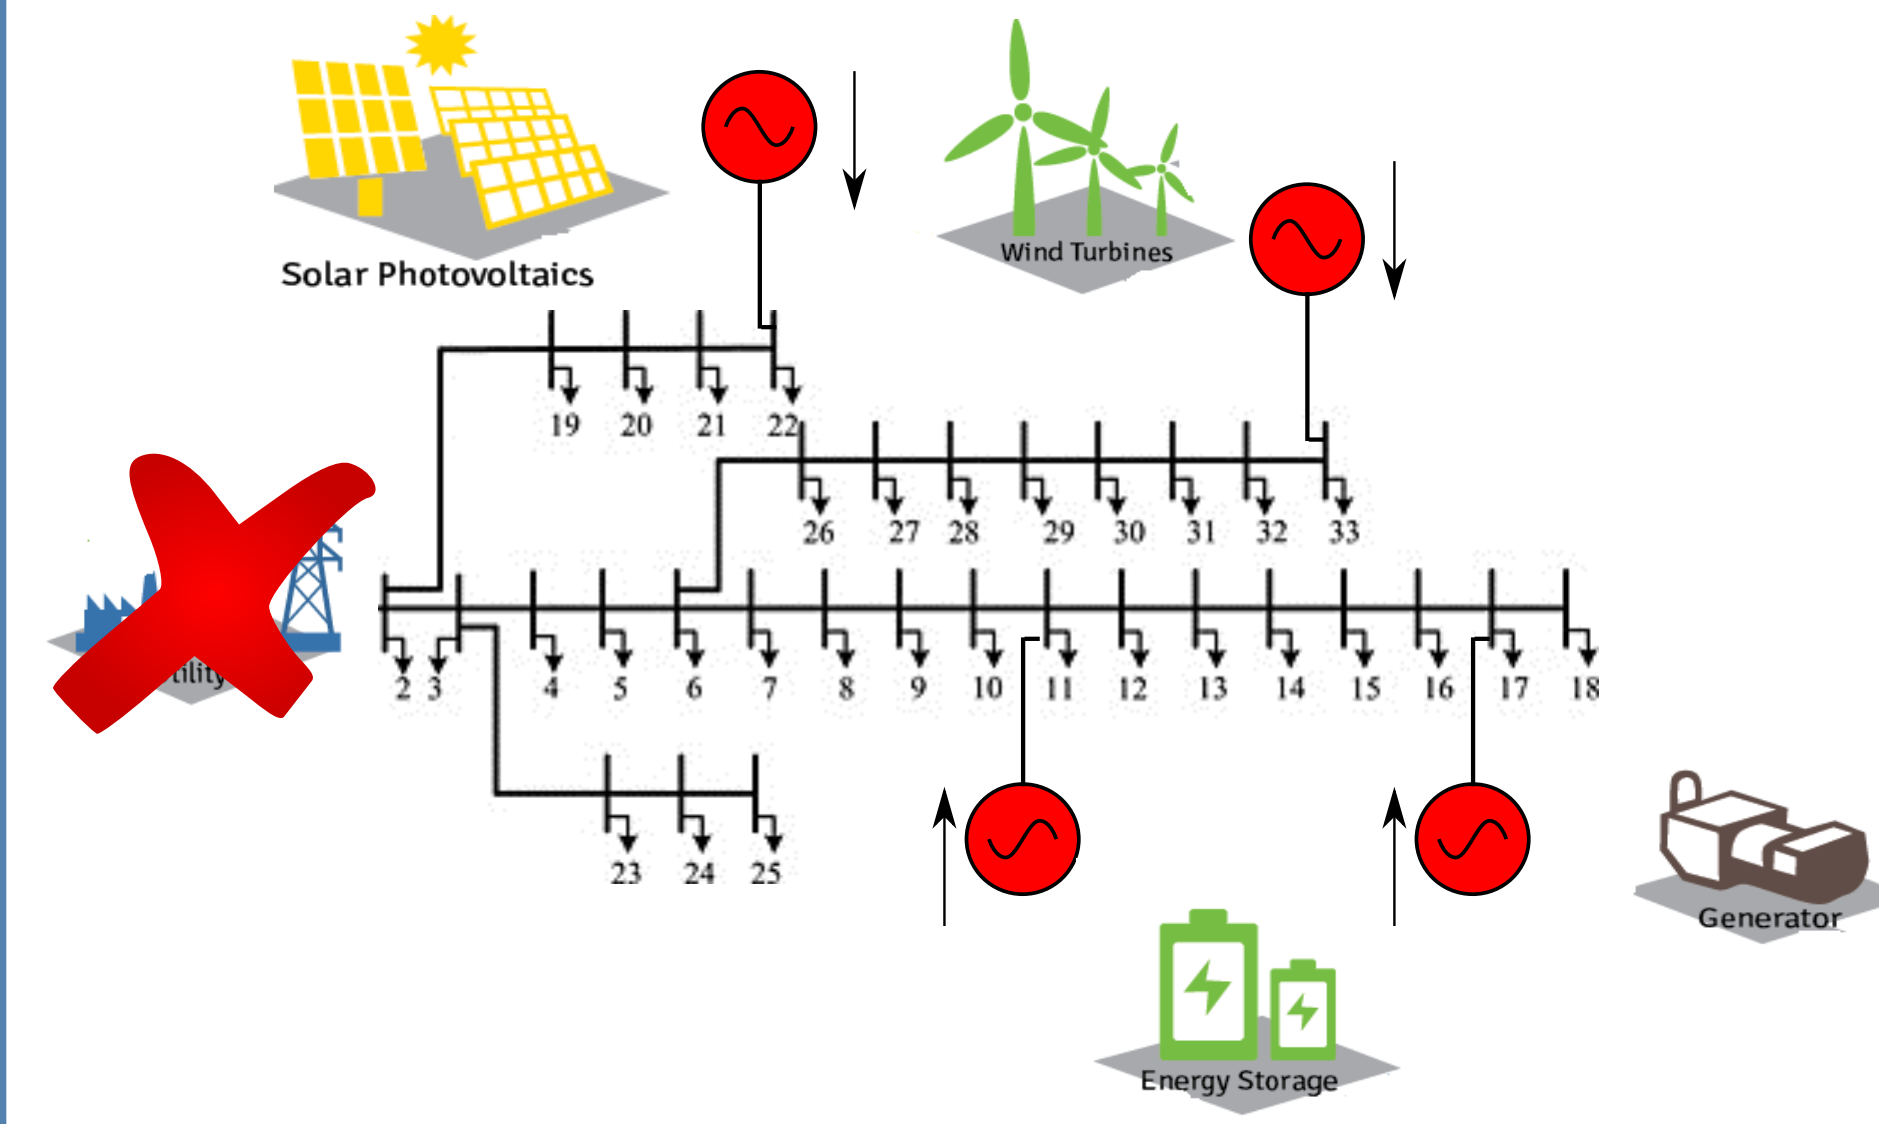 Solar Photovoltaics
Wind Turbines
19 20 21 22
26 27 28 29 30 31 32 33
2 3 4 5 6 7 8 9 10 11 12 13 14 15 16 17 18
23 24 25
Generator
Energy Storage